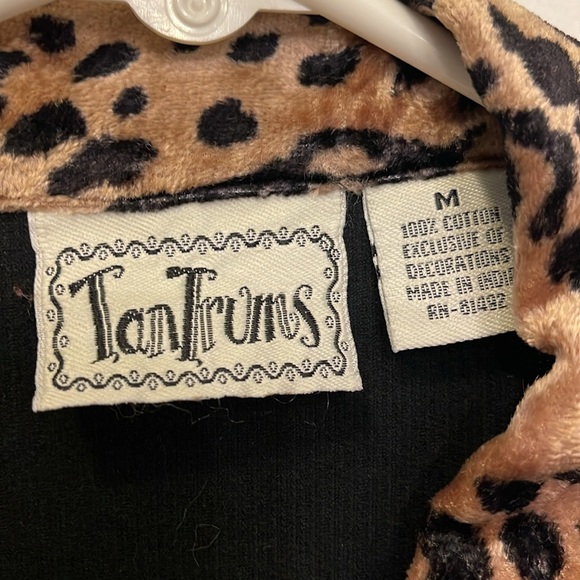 TanTrums
M
100% COTTON
EXCLUSIVE OF
DECORATIONS
MADE IN INDIA
RN-81492